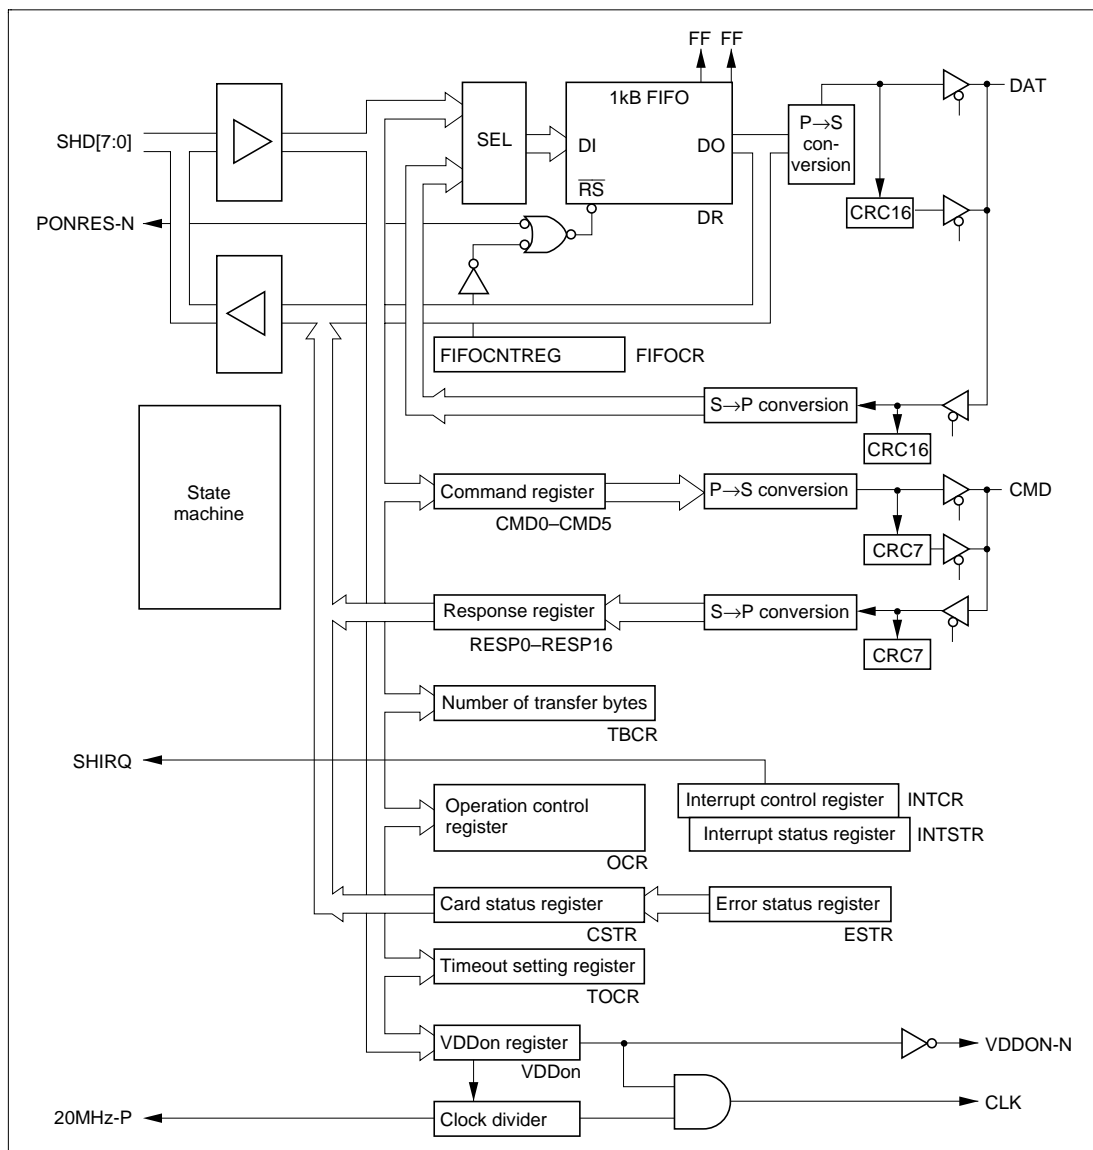 FF FF
1kB FIFO
DAT
SHD[7:0]
SEL
DI
DO
P→S
con-
version
RS
PONRES-N
DR
CRC16
FIFOCNTREG
FIFOCR
S→P conversion
CRC16
State
machine
Command register
P→S conversion
CMD
CMD0–CMD5
CRC7
Response register
S→P conversion
RESP0–RESP16
CRC7
Number of transfer bytes
TBCR
SHIRQ
Interrupt control register
INTCR
Operation control
register
Interrupt status register
INTSTR
OCR
Card status register
Error status register
CSTR
ESTR
Timeout setting register
TOCR
VDDon register
VDDON-N
VDDon
CLK
20MHz-P
Clock divider